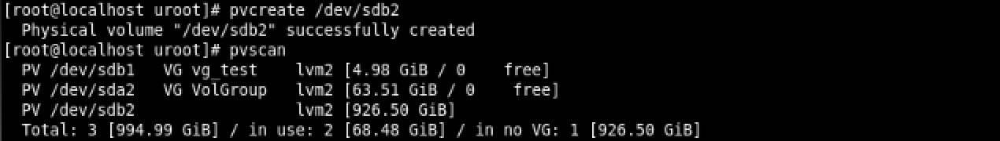 [root@localhost uroot]# pvcreate /dev/sdb2
  Physical volume "/dev/sdb2" successfully created
[root@localhost uroot]# pvscan
  PV /dev/sdb1   VG vg_test    lvm2 [4.98 GiB / 0    free]
  PV /dev/sda2   VG VolGroup   lvm2 [63.51 GiB / 0    free]
  PV /dev/sdb2                 lvm2 [926.50 GiB]
  Total: 3 [994.99 GiB] / in use: 2 [68.48 GiB] / in no VG: 1 [926.50 GiB]